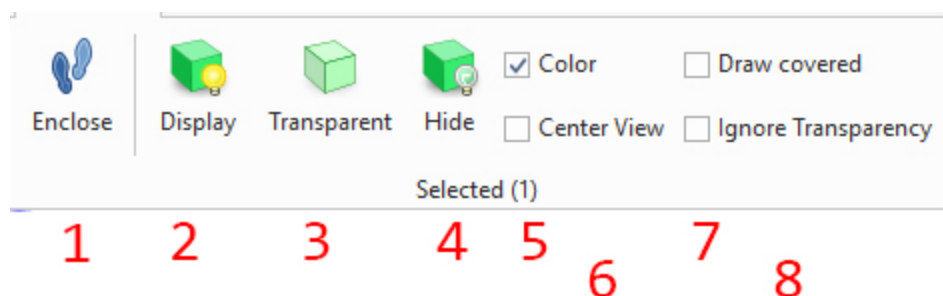 Color Draw covered
Enclose Display Transparent Hide Center View Ignore Transparency
Selected (1)
1 2 3 4 5 7
6 8